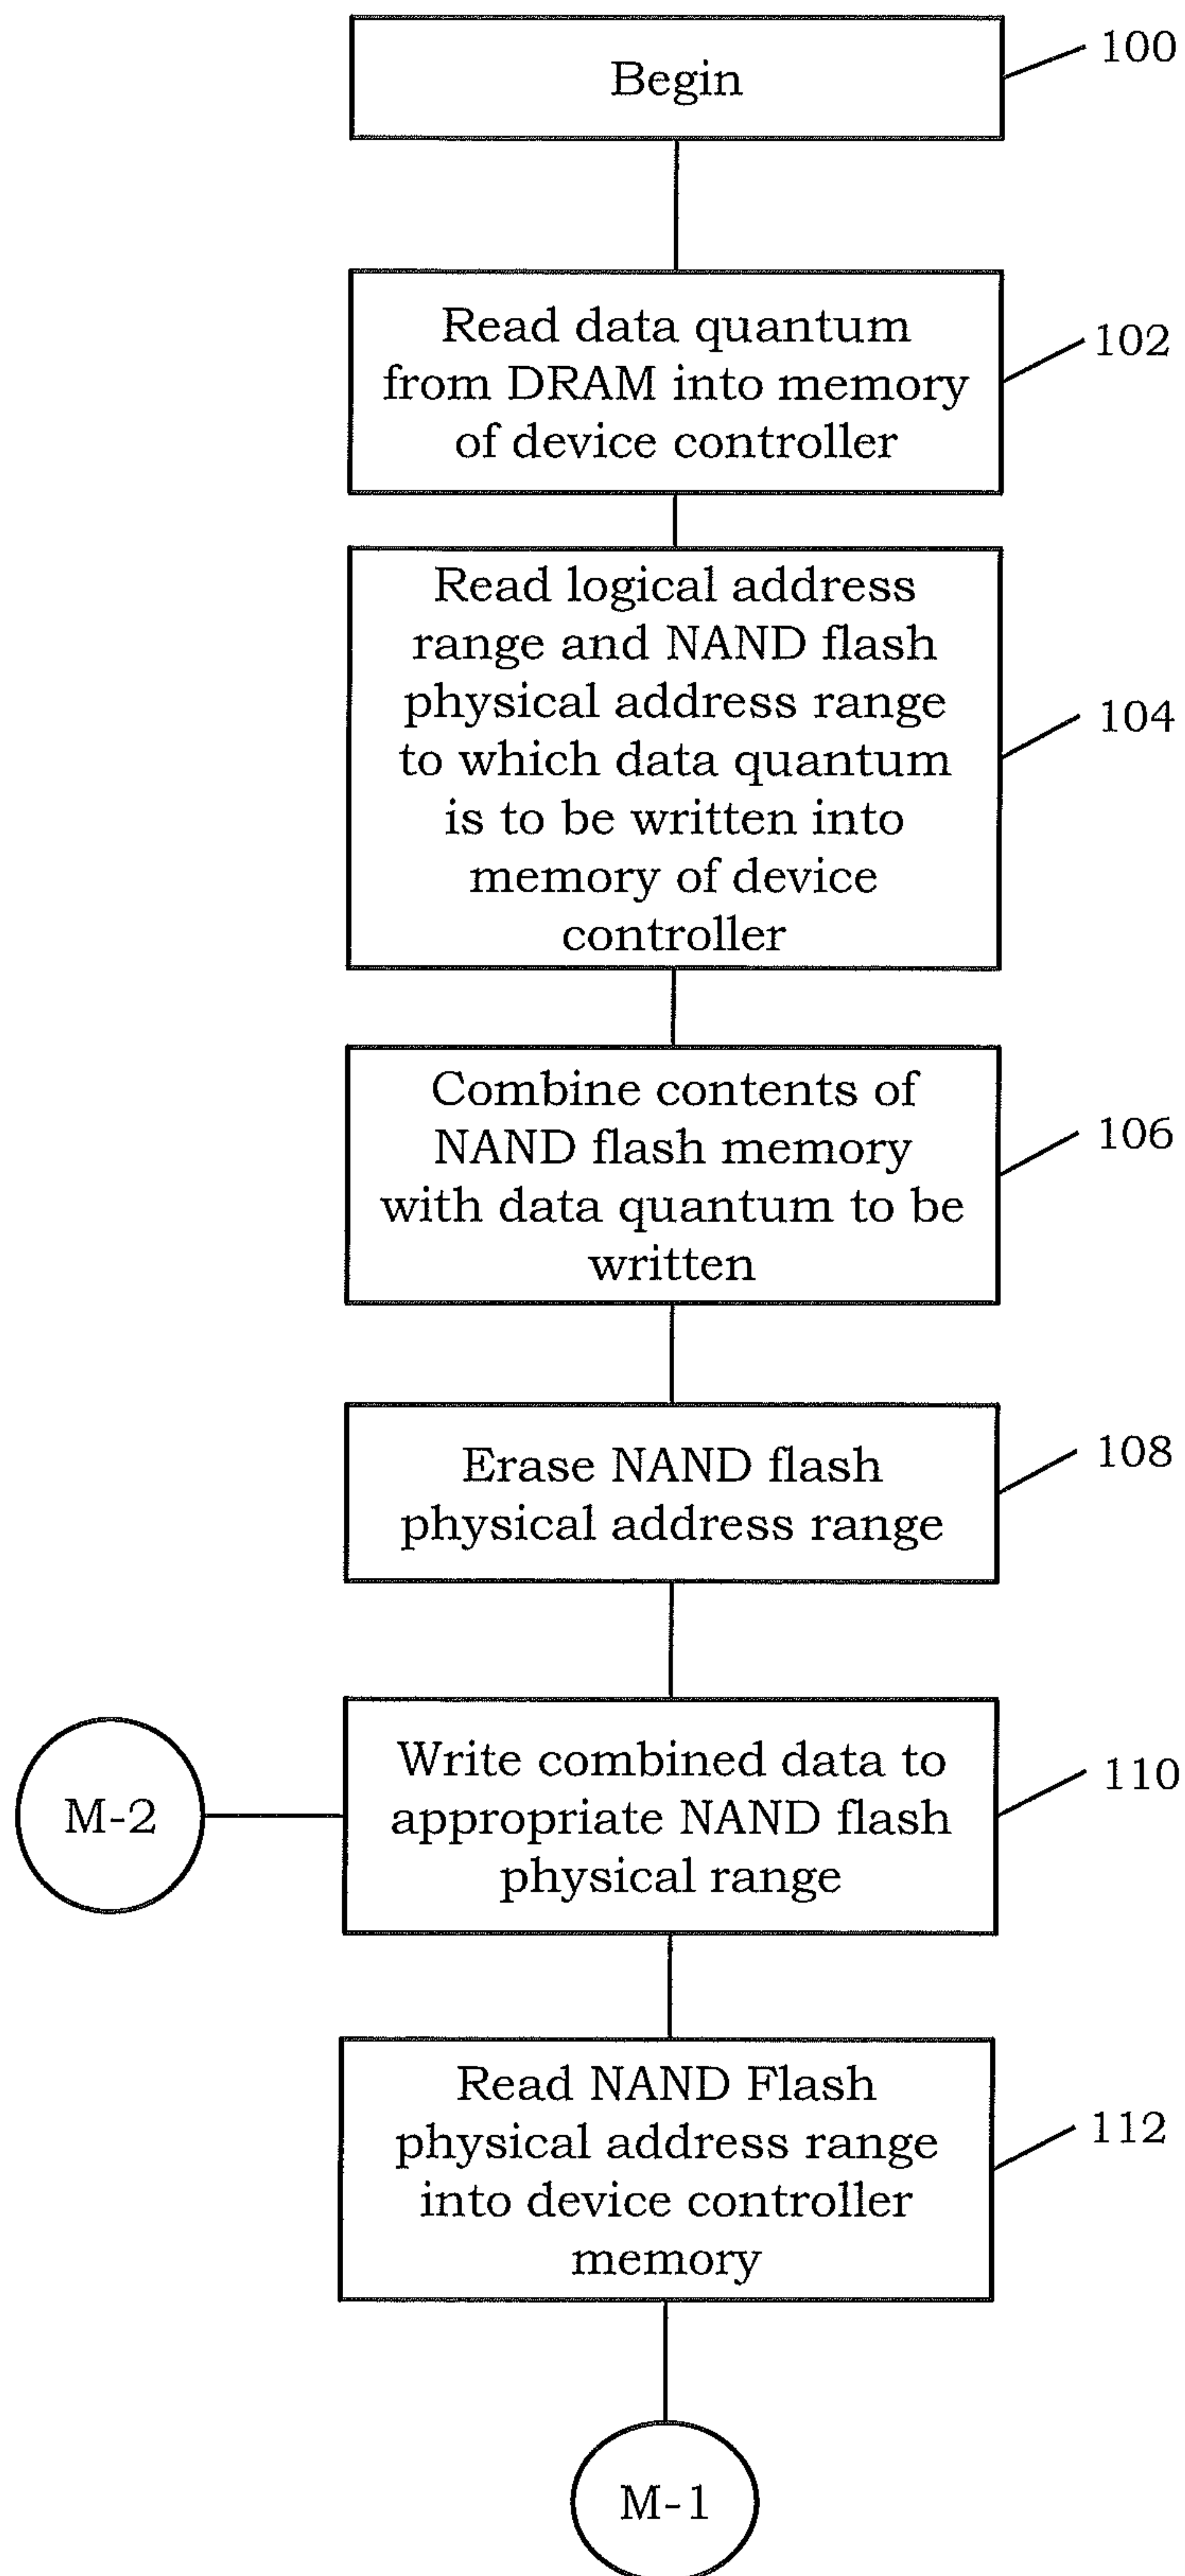 Begin
100
Read data quantum
from DRAM into memory
of device controller
102
Read logical address
range and NAND flash
physical address range
to which data quantum
is to be written into
memory of device
controller
104
Combine contents of
NAND flash memory
with data quantum to be
written
106
Erase NAND flash
physical address range
108
M-2
Write combined data to
appropriate NAND flash
physical range
110
Read NAND Flash
physical address range
into device controller
memory
112
M-1